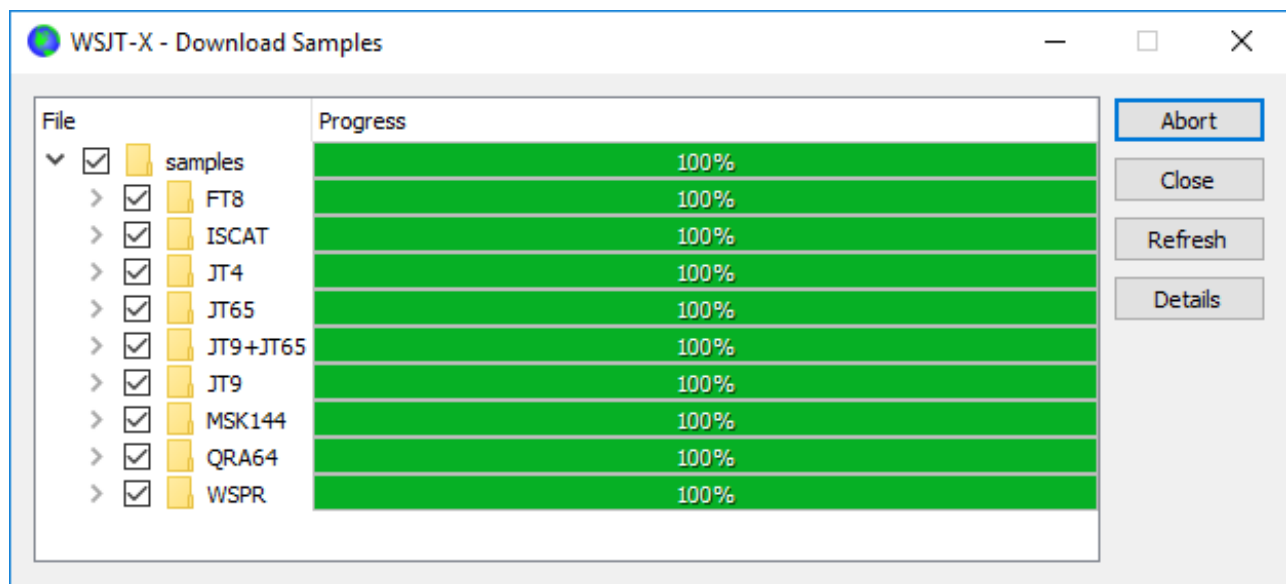 WSJT-X - Download Samples
File Progress Abort
samples 100%
Close
FT8 100%
ISCAT 100% Refresh
JT4 100%
Details
JT65 100%
JT9+JT65 100%
JT9 100%
MSK144 100%
QRA64 100%
WSPR 100%